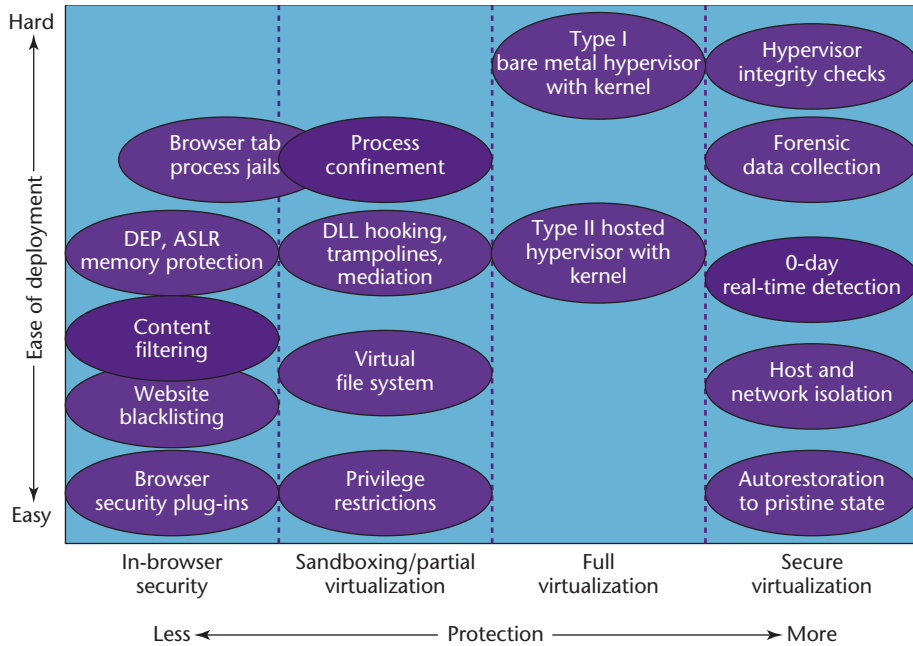 Hard
Type I
bare metal hypervisor
with kernel
Hypervisor
integrity checks
Browser tab
process jails
Process
confinement
Forensic
data collection
Ease of deployment
DEP, ASLR
memory protection
DLL hooking,
trampolines,
mediation
Type II hosted
hypervisor with
kernel
0-day
real-time detection
Content
filtering
Virtual
file system
Website
blacklisting
Host and
network isolation
Browser
security plug-ins
Privilege
restrictions
Autorestoration
to pristine state
Easy
In-browser
security
Sandboxing/partial
virtualization
Full
virtualization
Secure
virtualization
Less
Protection
More